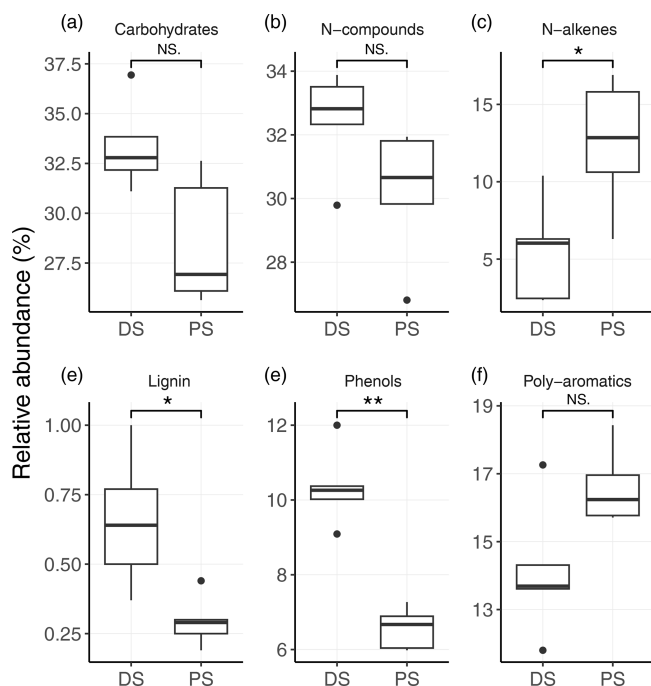 (a) Carbohydrates
NS.
37.5
35.0
32.5
30.0
27.5
DS PS
(b) N−compounds
NS.
34
32
30
28
DS PS
(c) N−alkenes
*
15
10
5
DS PS
Relative abundance (%)
(e) Lignin
*
1.00
0.75
0.50
0.25
DS PS
(e) Phenols
**
12
10
8
6
DS PS
(f) Poly−aromatics
NS.
19
17
15
13
DS PS